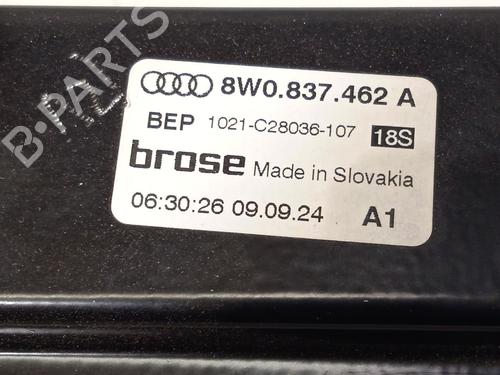 8W0.837.462 A
BEP 1021-C28036-107 18S
brose Made in Slovakia
06:30:26 09.09.24 A1
B-PARTS